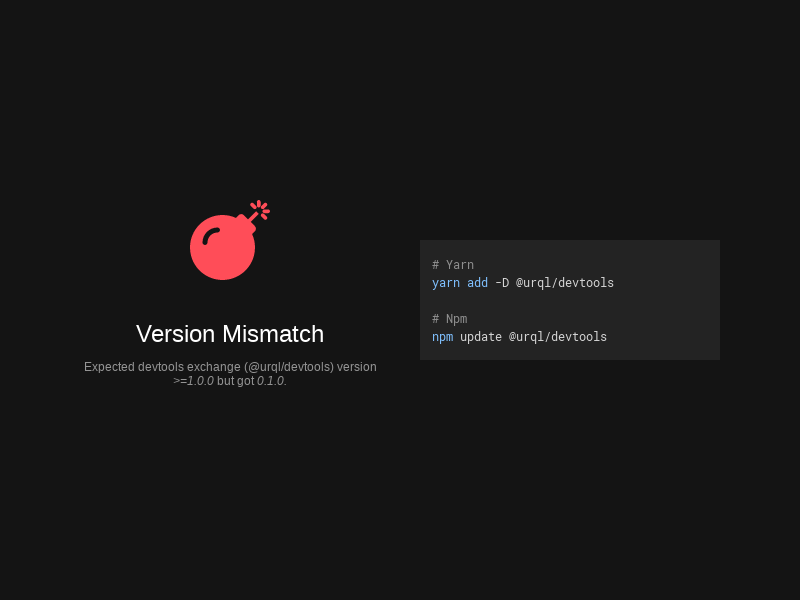 Version Mismatch
Expected devtools exchange (@urql/devtools) version
>=1.0.0 but got 0.1.0.
# Yarn
yarn add -D @urql/devtools
# Npm
npm update @urql/devtools